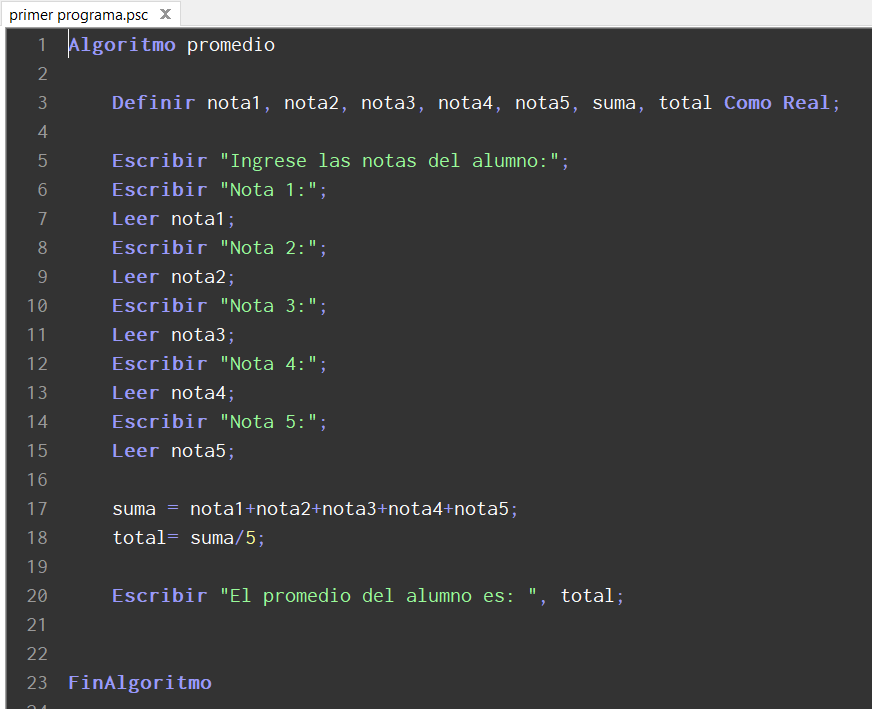 primer programa.psc X
1 Algoritmo promedio
2
3 Definir nota1, nota2, nota3, nota4, nota5, suma, total Como Real;
4
5 Escribir "Ingrese las notas del alumno:";
6 Escribir "Nota 1:";
7 Leer nota1;
8 Escribir "Nota 2:";
9 Leer nota2;
10 Escribir "Nota 3:";
11 Leer nota3;
12 Escribir "Nota 4:";
13 Leer nota4;
14 Escribir "Nota 5:";
15 Leer nota5;
16
17 suma = nota1+nota2+nota3+nota4+nota5;
18 total= suma/5;
19
20 Escribir "El promedio del alumno es: ", total;
21
22
23 FinAlgoritmo